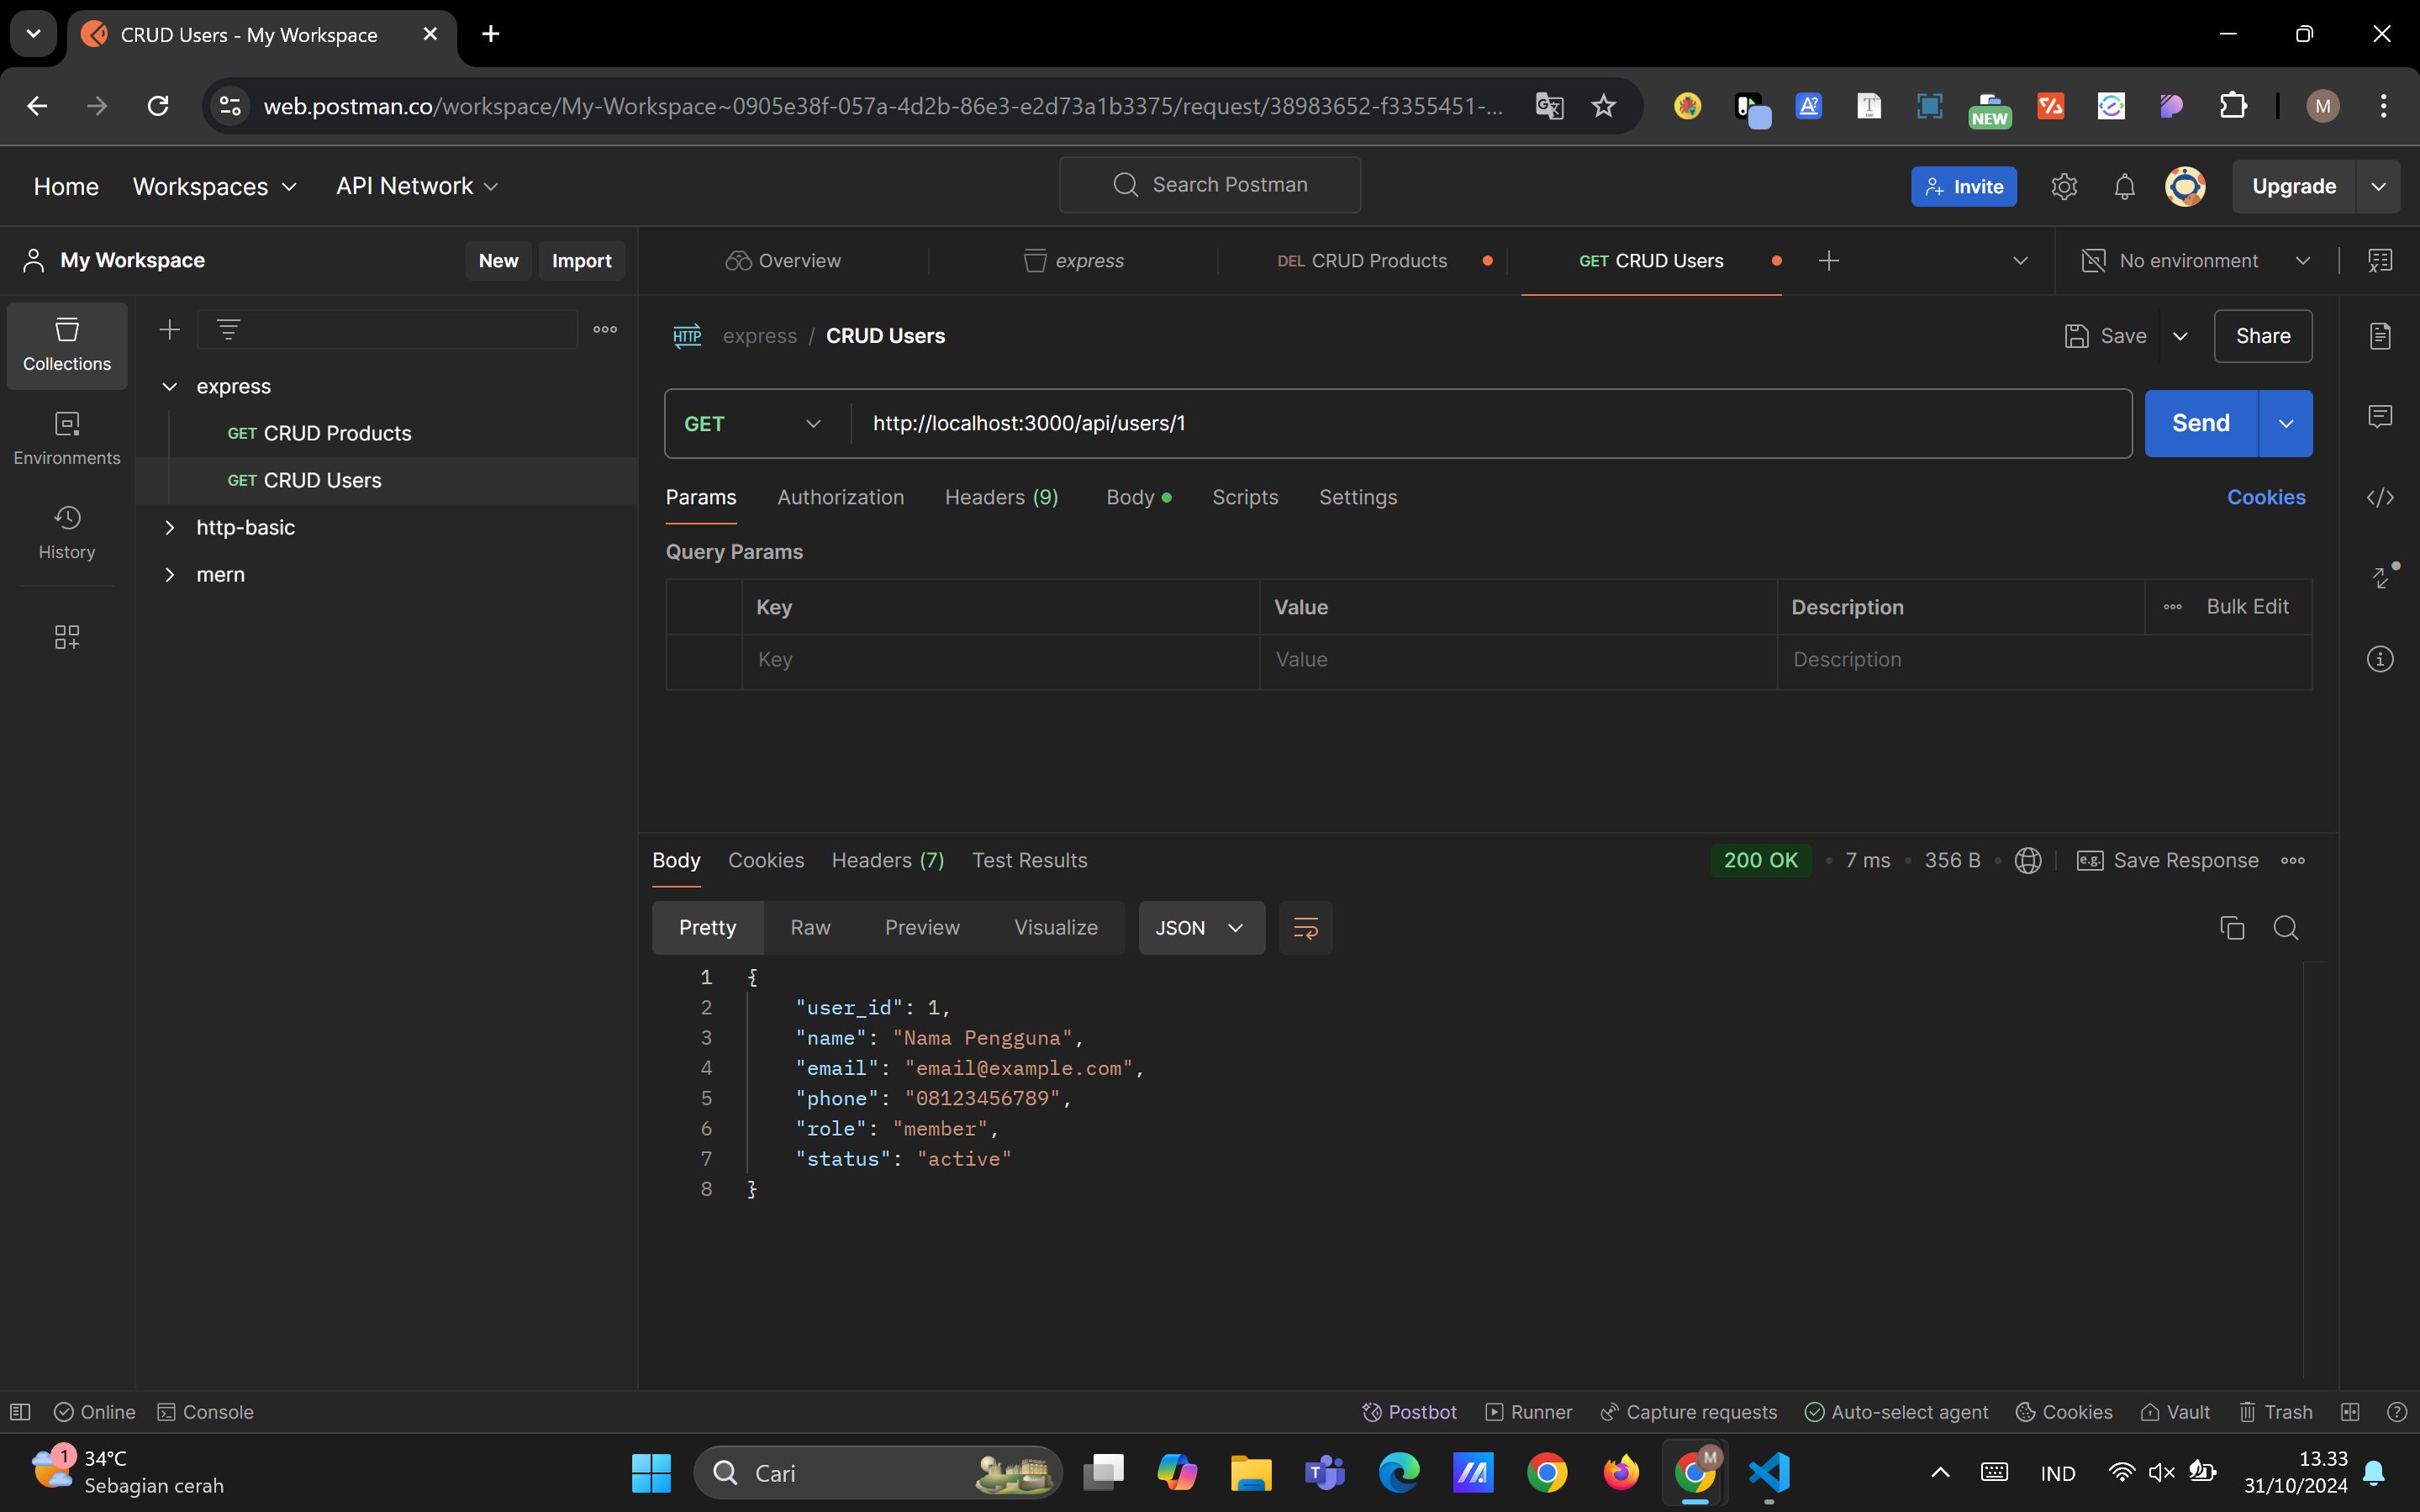 CRUD Users - My Workspace
web.postman.co/workspace/My-Workspace~0905e38f-057a-4d2b-86e3-e2d73a1b3375/request/38983652-f3355451-...
NEW
M
Home Workspaces API Network
Search Postman
Invite
Upgrade
My Workspace
New Import
Overview
express
DEL CRUD Products
GET CRUD Users
No environment
Collections
Environments
History
express
GET CRUD Products
GET CRUD Users
http-basic
mern
HTTP express / CRUD Users
Save
Share
GET
http://localhost:3000/api/users/1
Send
Params Authorization Headers (9) Body Scripts Settings
Cookies
Query Params
Key Value Description Bulk Edit
Key Value Description
Body Cookies Headers (7) Test Results
200 OK 7 ms 356 B
e.g. Save Response
Pretty Raw Preview Visualize JSON
1 {
2 "user_id": 1,
3 "name": "Nama Pengguna",
4 "email": "email@example.com",
5 "phone": "08123456789",
6 "role": "member",
7 "status": "active"
8 }
Online Console
Postbot Runner Capture requests Auto-select agent Cookies Vault Trash
1
34°C
Sebagian cerah
Cari
M
IND
13.33
31/10/2024